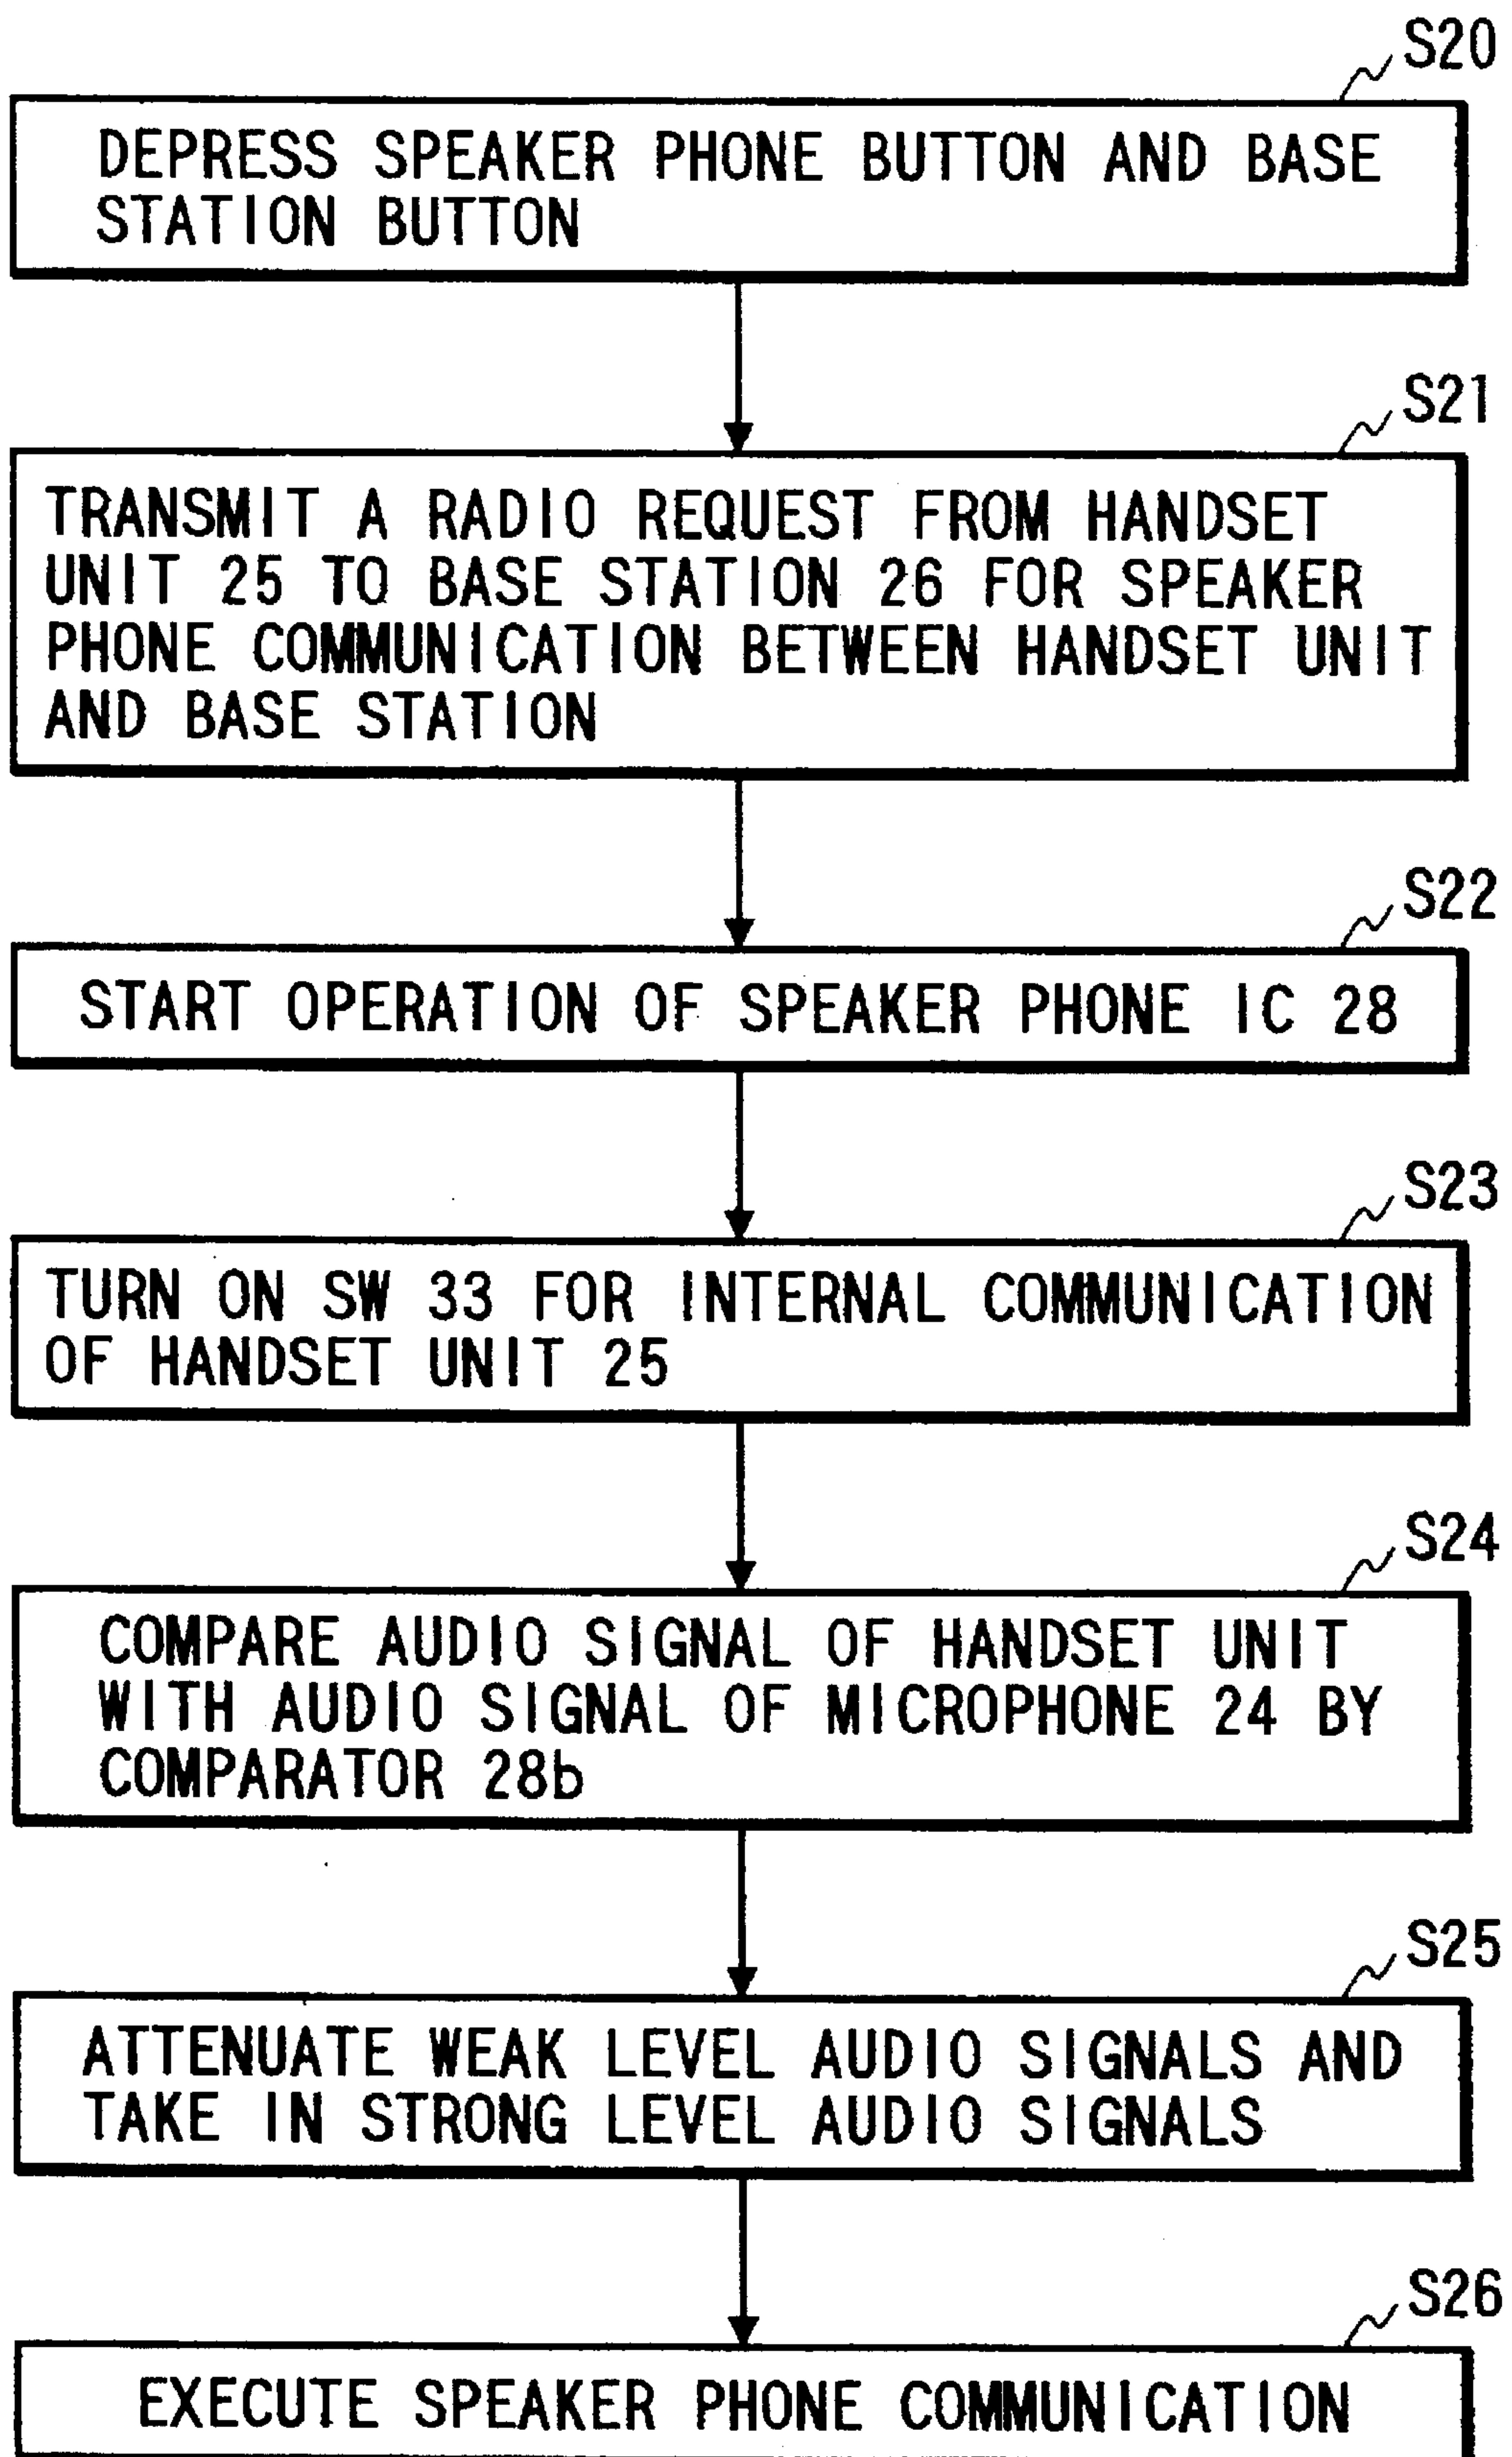 S20
DEPRESS SPEAKER PHONE BUTTON AND BASE
STATION BUTTON
S21
TRANSMIT A RADIO REQUEST FROM HANDSET
UNIT 25 TO BASE STATION 26 FOR SPEAKER
PHONE COMMUNICATION BETWEEN HANDSET UNIT
AND BASE STATION
S22
START OPERATION OF SPEAKER PHONE IC 28
S23
TURN ON SW 33 FOR INTERNAL COMMUNICATION
OF HANDSET UNIT 25
S24
COMPARE AUDIO SIGNAL OF HANDSET UNIT
WITH AUDIO SIGNAL OF MICROPHONE 24 BY
COMPARATOR 28b
S25
ATTENUATE WEAK LEVEL AUDIO SIGNALS AND
TAKE IN STRONG LEVEL AUDIO SIGNALS
S26
EXECUTE SPEAKER PHONE COMMUNICATION